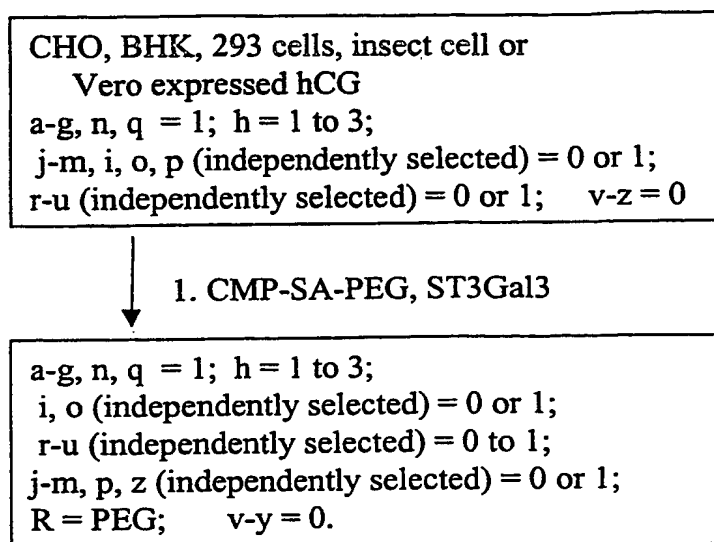 CHO, BHK, 293 cells, insect cell or
Vero expressed hCG
a-g, n, q = 1; h = 1 to 3;
j-m, i, o, p (independently selected) = 0 or 1;
r-u (independently selected) = 0 or 1; v-z = 0
1. CMP-SA-PEG, ST3Gal3
a-g, n, q = 1; h = 1 to 3;
i, o (independently selected) = 0 or 1;
r-u (independently selected) = 0 to 1;
j-m, p, z (independently selected) = 0 or 1;
R = PEG; v-y = 0.